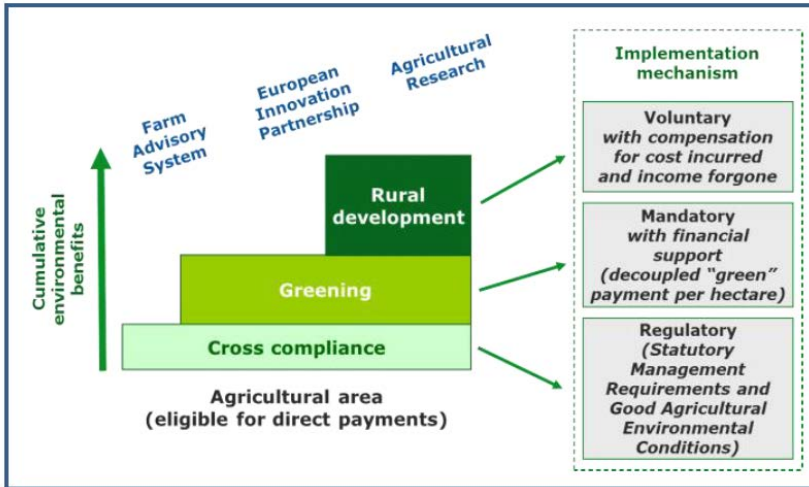 Farm
Advisory
System
European
Innovation
Partnership
Agricultural
Research
Cumulative
environmental
benefits
Rural
development
Greening
Cross compliance
Agricultural area
(eligible for direct payments)
Implementation
mechanism
Voluntary
with compensation
for cost incurred
and income forgone
Mandatory
with financial
support
(decoupled “green”
payment per hectare)
Regulatory
(Statutory
Management
Requirements and
Good Agricultural
Environmental
Conditions)